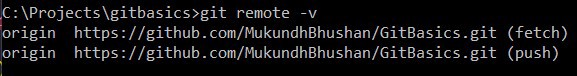 C:\Projects\gitbasics>git remote -v
origin  https://github.com/MukundhBhushan/GitBasics.git (fetch)
origin  https://github.com/MukundhBhushan/GitBasics.git (push)